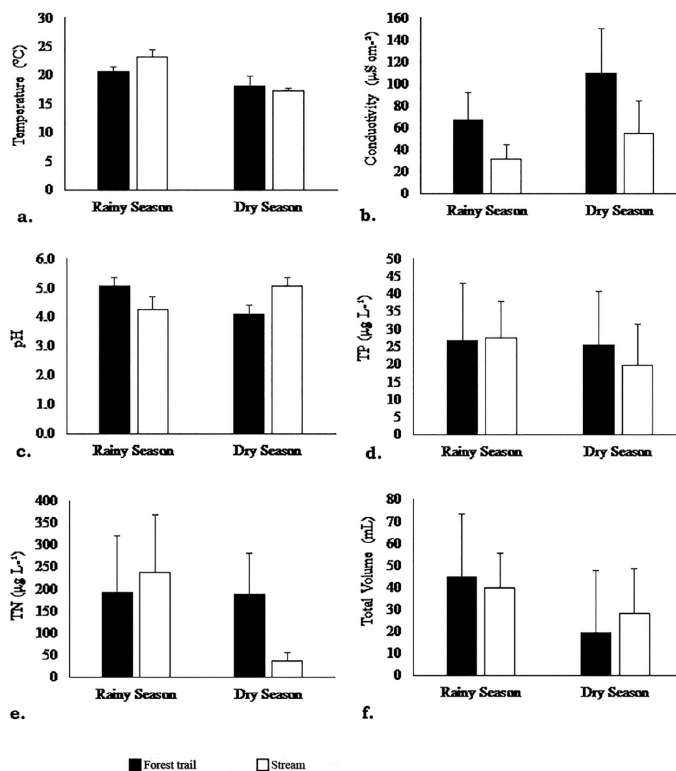 30
25
20
15
10
5
0
Temperature (°C)
Rainy Season Dry Season
a.
160
140
120
100
80
60
40
20
0
Conductivity (µS cm-³)
Rainy Season Dry Season
b.
6.0
5.0
4.0
3.0
2.0
1.0
0.0
pH
Rainy Season Dry Season
c.
50
45
40
35
30
25
20
15
10
5
0
TP (µg L-¹)
Rainy Season Dry Season
d.
400
350
300
250
200
150
100
50
0
TN (µg L-¹)
Rainy Season Dry Season
e.
80
70
60
50
40
30
20
10
0
Total Volume (mL)
Rainy Season Dry Season
f.
Forest trail Stream